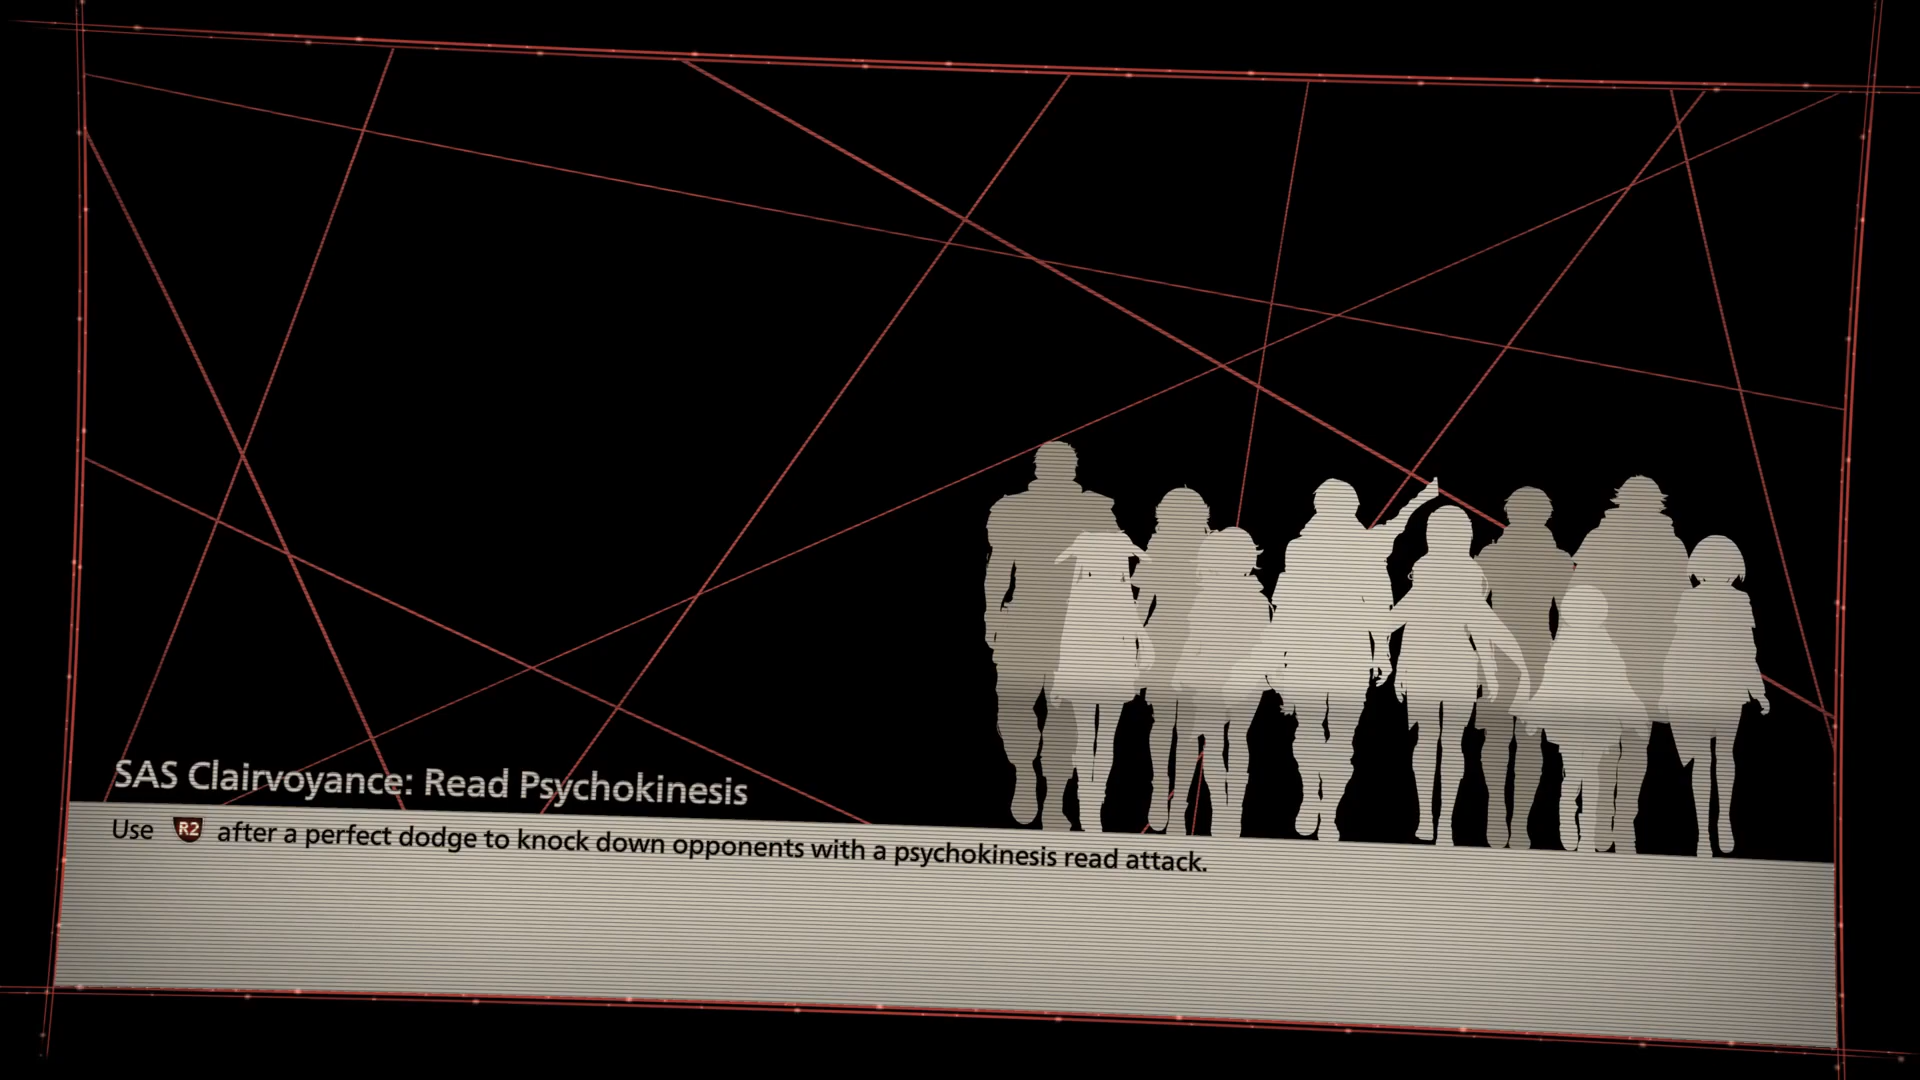 SAS Clairvoyance: Read Psychokinesis
Use R2 after a perfect dodge to knock down opponents with a psychokinesis read attack.